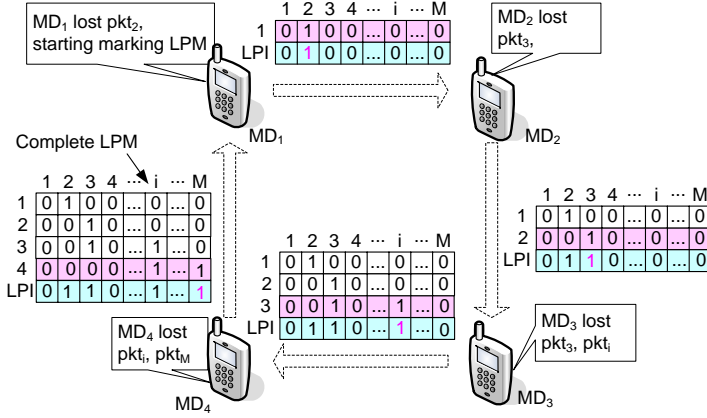 MD1 lost pkt2,
starting marking LPM
MD1
1 2 3 4 ... i ... M
1 0 1 0 0 ... 0 ... 0
LPI 0 1 0 0 ... 0 ... 0
MD2 lost
pkt3,
MD2
Complete LPM
1 2 3 4 ... i ... M
1 0 1 0 0 ... 0 ... 0
2 0 0 1 0 ... 0 ... 0
3 0 0 1 0 ... 1 ... 0
4 0 0 0 0 ... 1 ... 1
LPI 0 1 1 0 ... 1 ... 1
1 2 3 4 ... i ... M
1 0 1 0 0 ... 0 ... 0
2 0 0 1 0 ... 0 ... 0
LPI 0 1 1 0 ... 0 ... 0
1 2 3 4 ... i ... M
1 0 1 0 0 ... 0 ... 0
2 0 0 1 0 ... 0 ... 0
3 0 0 1 0 ... 1 ... 0
LPI 0 1 1 0 ... 1 ... 0
MD4 lost
pkti, pktM
MD4
MD3 lost
pkt3, pkti
MD3